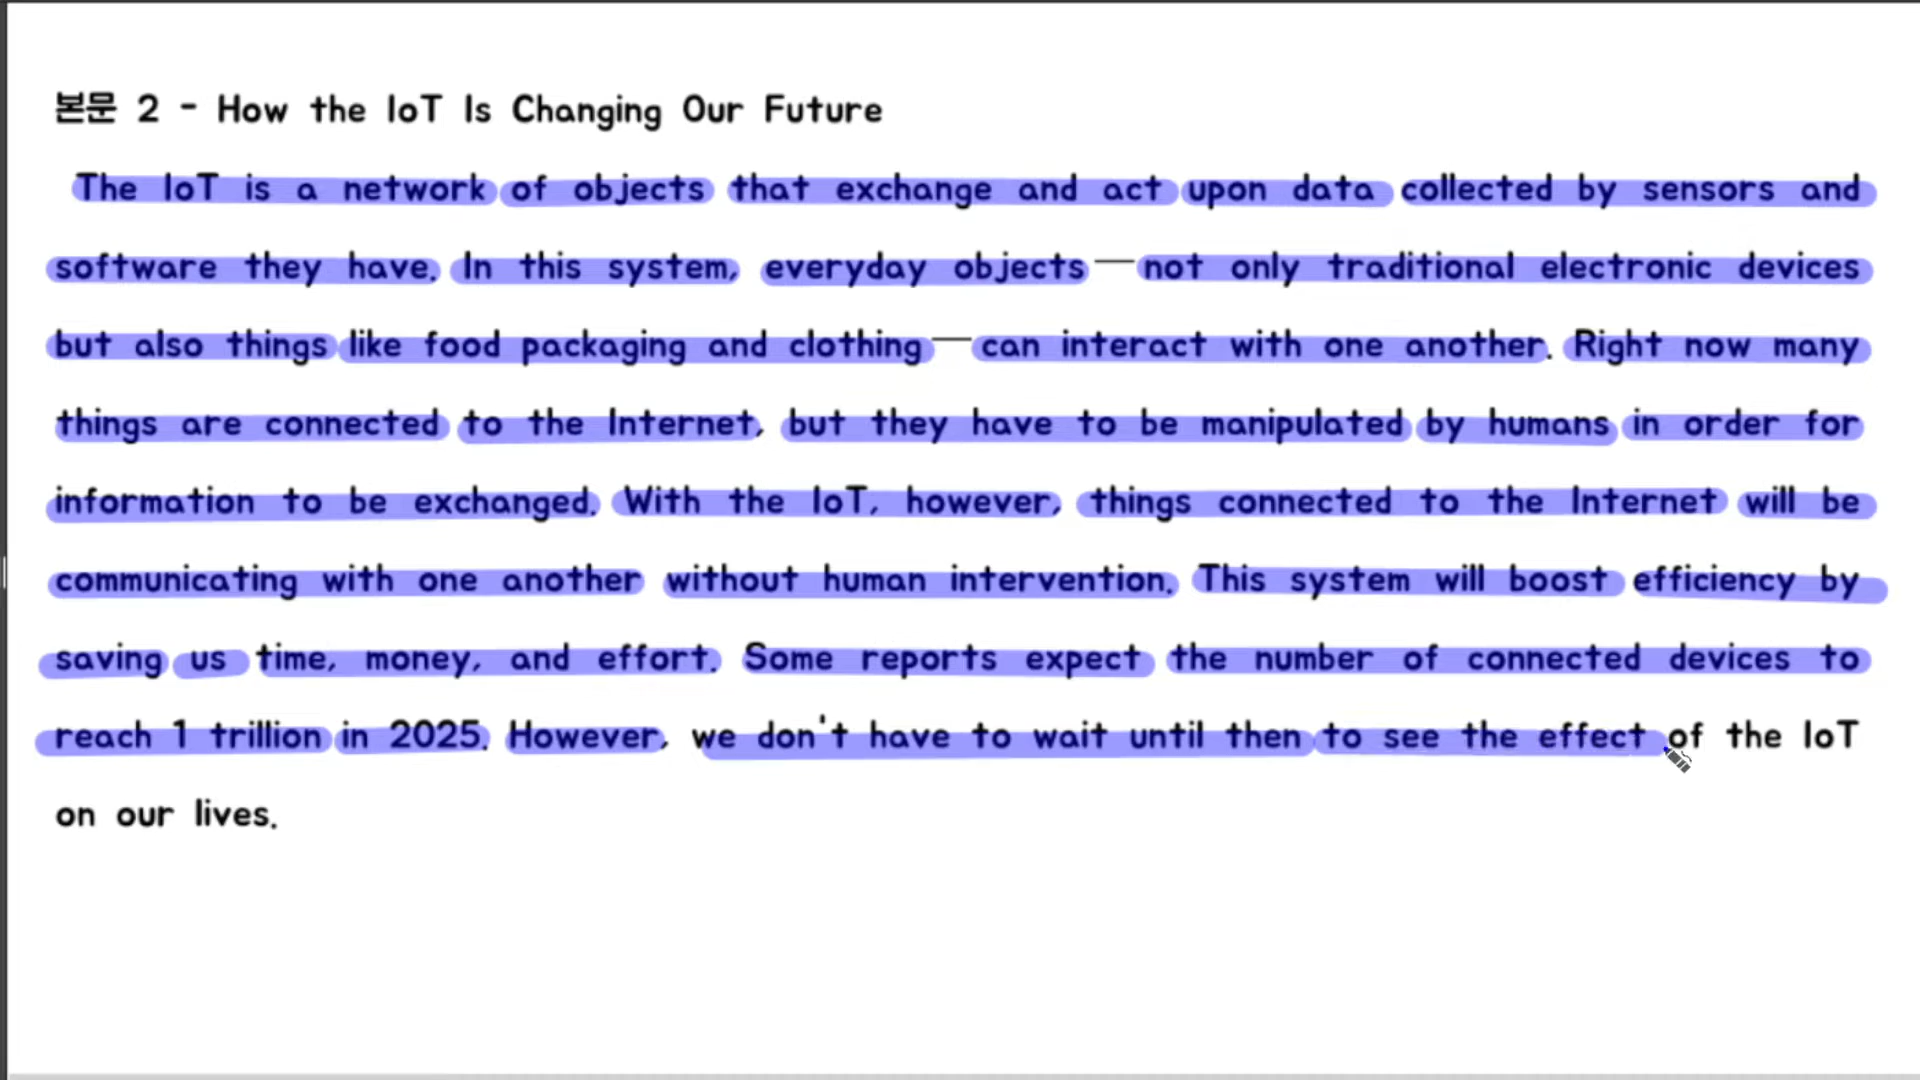 본문 2 - How the IoT Is Changing Our Future
The IoT is a network of objects that exchange and act upon data collected by sensors and
software they have. In this system, everyday objects—not only traditional electronic devices
but also things like food packaging and clothing—can interact with one another. Right now many
things are connected to the Internet, but they have to be manipulated by humans in order for
information to be exchanged. With the IoT, however, things connected to the Internet will be
communicating with one another without human intervention. This system will boost efficiency by
saving us time, money, and effort. Some reports expect the number of connected devices to
reach 1 trillion in 2025. However, we don't have to wait until then to see the effect of the IoT
on our lives.